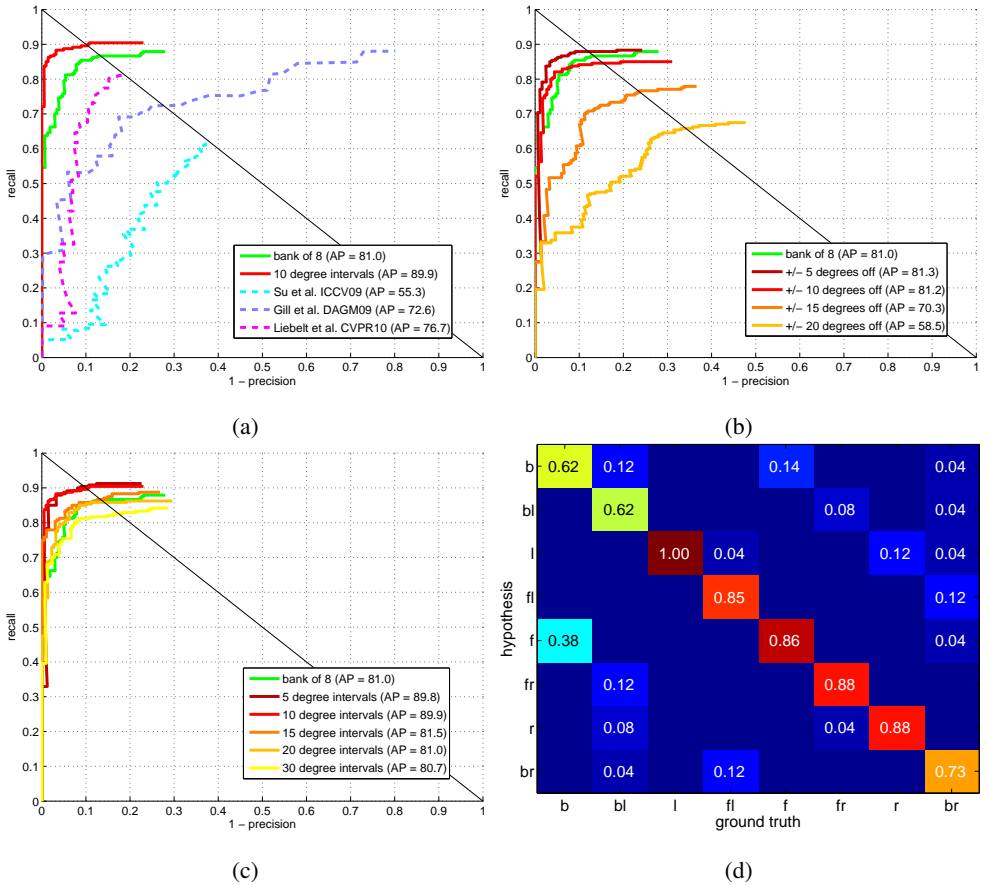 1
0.9
0.8
0.7
0.6
0.5
0.4
0.3
0.2
0.1
0
recall
bank of 8 (AP = 81.0)
10 degree intervals (AP = 89.9)
Su et al. ICCV09 (AP = 55.3)
Gill et al. DAGM09 (AP = 72.6)
Liebelt et al. CVPR10 (AP = 76.7)
0 0.1 0.2 0.3 0.4 0.5 0.6 0.7 0.8 0.9 1
1 − precision
(a)
1
0.9
0.8
0.7
0.6
0.5
0.4
0.3
0.2
0.1
0
recall
bank of 8 (AP = 81.0)
+/− 5 degrees off (AP = 81.3)
+/− 10 degrees off (AP = 81.2)
+/− 15 degrees off (AP = 70.3)
+/− 20 degrees off (AP = 58.5)
0 0.1 0.2 0.3 0.4 0.5 0.6 0.7 0.8 0.9 1
1 − precision
(b)
1
0.9
0.8
0.7
0.6
0.5
0.4
0.3
0.2
0.1
0
recall
bank of 8 (AP = 81.0)
5 degree intervals (AP = 89.8)
10 degree intervals (AP = 89.9)
15 degree intervals (AP = 81.5)
20 degree intervals (AP = 81.0)
30 degree intervals (AP = 80.7)
0 0.1 0.2 0.3 0.4 0.5 0.6 0.7 0.8 0.9 1
1 − precision
(c)
hypothesis
b 0.62 0.12 0.14 0.04
bl 0.62 0.08 0.04
l 1.00 0.04 0.12 0.04
fl 0.85 0.12
f 0.38 0.86 0.04
fr 0.12 0.88
r 0.08 0.04 0.88
br 0.04 0.12 0.73
b bl l fl f fr r br
ground truth
(d)